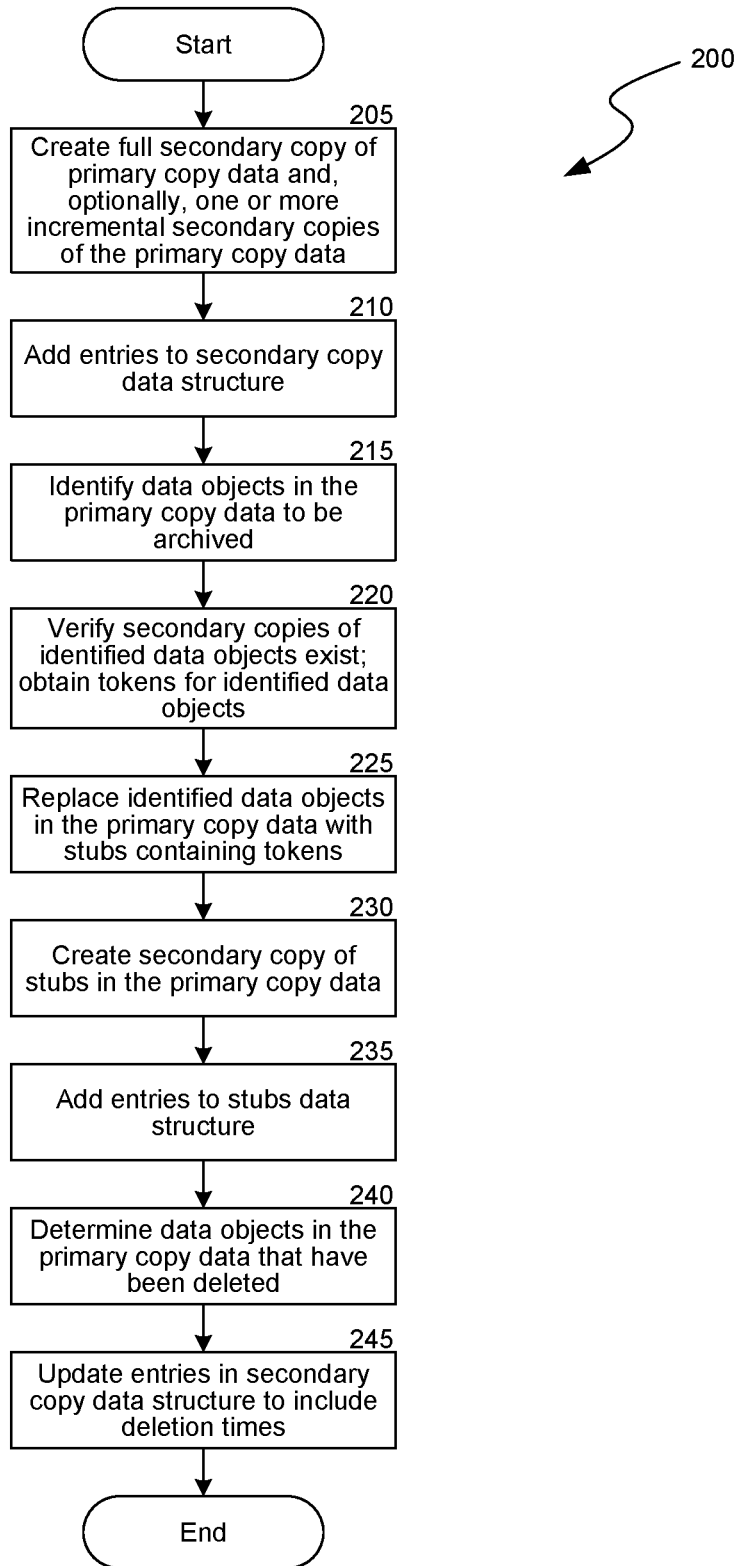 Start
200
205
Create full secondary copy of
primary copy data and,
optionally, one or more
incremental secondary copies
of the primary copy data
210
Add entries to secondary copy
data structure
215
Identify data objects in the
primary copy data to be
archived
220
Verify secondary copies of
identified data objects exist;
obtain tokens for identified data
objects
225
Replace identified data objects
in the primary copy data with
stubs containing tokens
230
Create secondary copy of
stubs in the primary copy data
235
Add entries to stubs data
structure
240
Determine data objects in the
primary copy data that have
been deleted
245
Update entries in secondary
copy data structure to include
deletion times
End